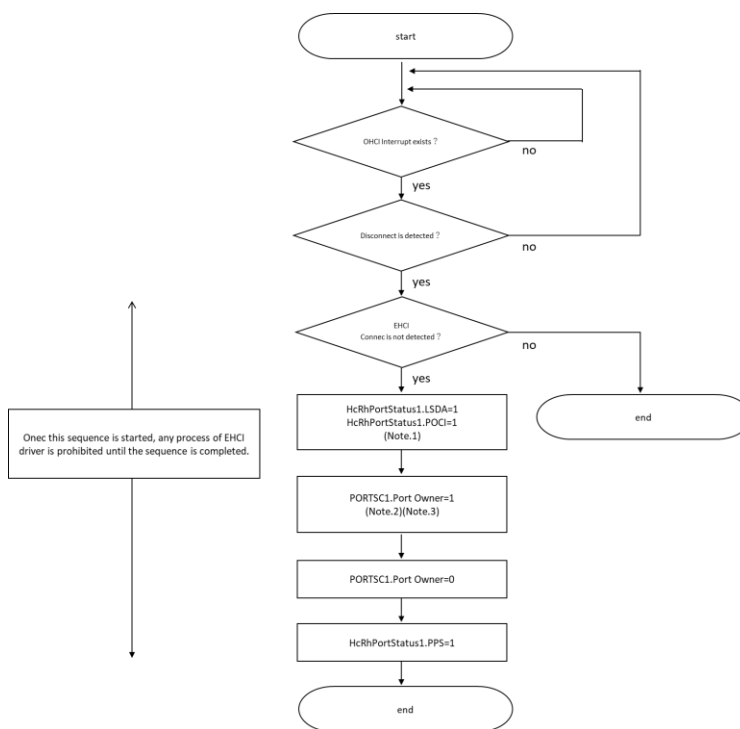 start
OHCI Interrupt exists？
no
yes
Disconnect is detected？
no
yes
EHCI
Connec is not detected？
no
yes
HcRhPortStatus1.LSDA=1
HcRhPortStatus1.POCI=1
(Note.1)
end
Onec this sequence is started, any process of EHCI
driver is prohibited until the sequence is completed.
PORTSC1.Port Owner=1
(Note.2)(Note.3)
PORTSC1.Port Owner=0
HcRhPortStatus1.PPS=1
end